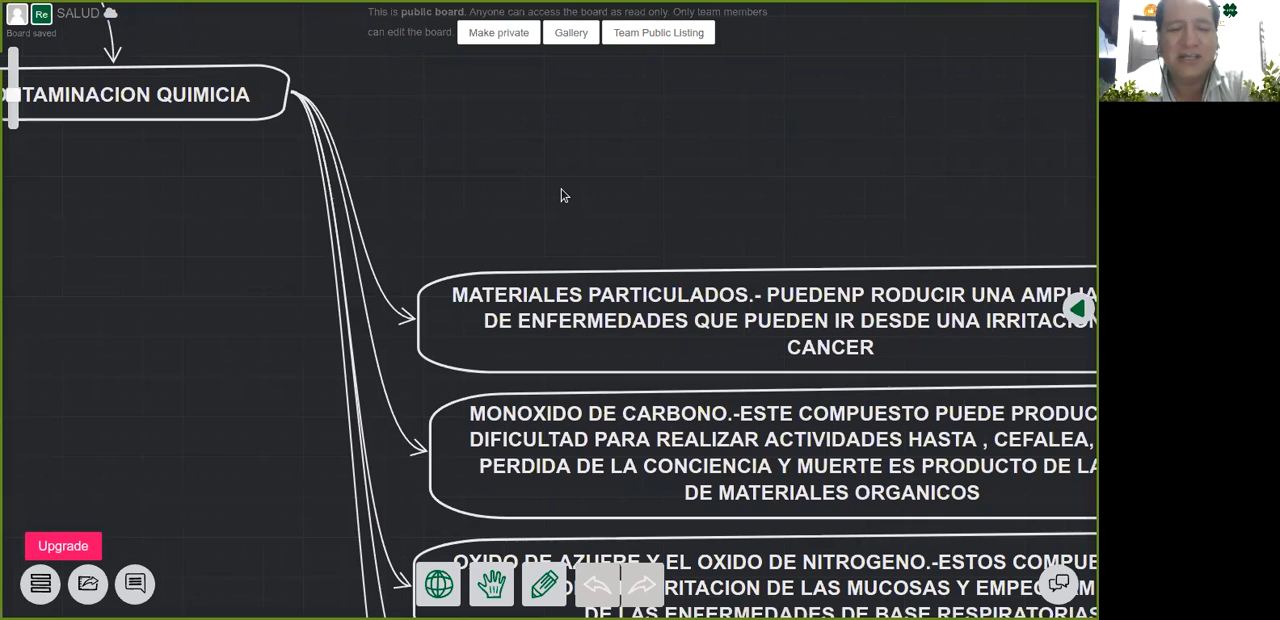 Re SALUD
Board saved
This is public board. Anyone can access the board as read only. Only team members
can edit the board. Make private Gallery Team Public Listing
TAMINACION QUIMICIA
MATERIALES PARTICULADOS.- PUEDENP RODUCIR UNA AMPLIA
DE ENFERMEDADES QUE PUEDEN IR DESDE UNA IRRITACION
CANCER
MONOXIDO DE CARBONO.-ESTE COMPUESTO PUEDE PRODUC
DIFICULTAD PARA REALIZAR ACTIVIDADES HASTA , CEFALEA,
PERDIDA DE LA CONCIENCIA Y MUERTE ES PRODUCTO DE LA
DE MATERIALES ORGANICOS
OXIDO DE AZUFRE Y EL OXIDO DE NITROGENO.-ESTOS COMPUE
RITACION DE LAS MUCOSAS Y
DE LAS ENFERMEDADES DE BASE RESPIRATORIAS
Upgrade